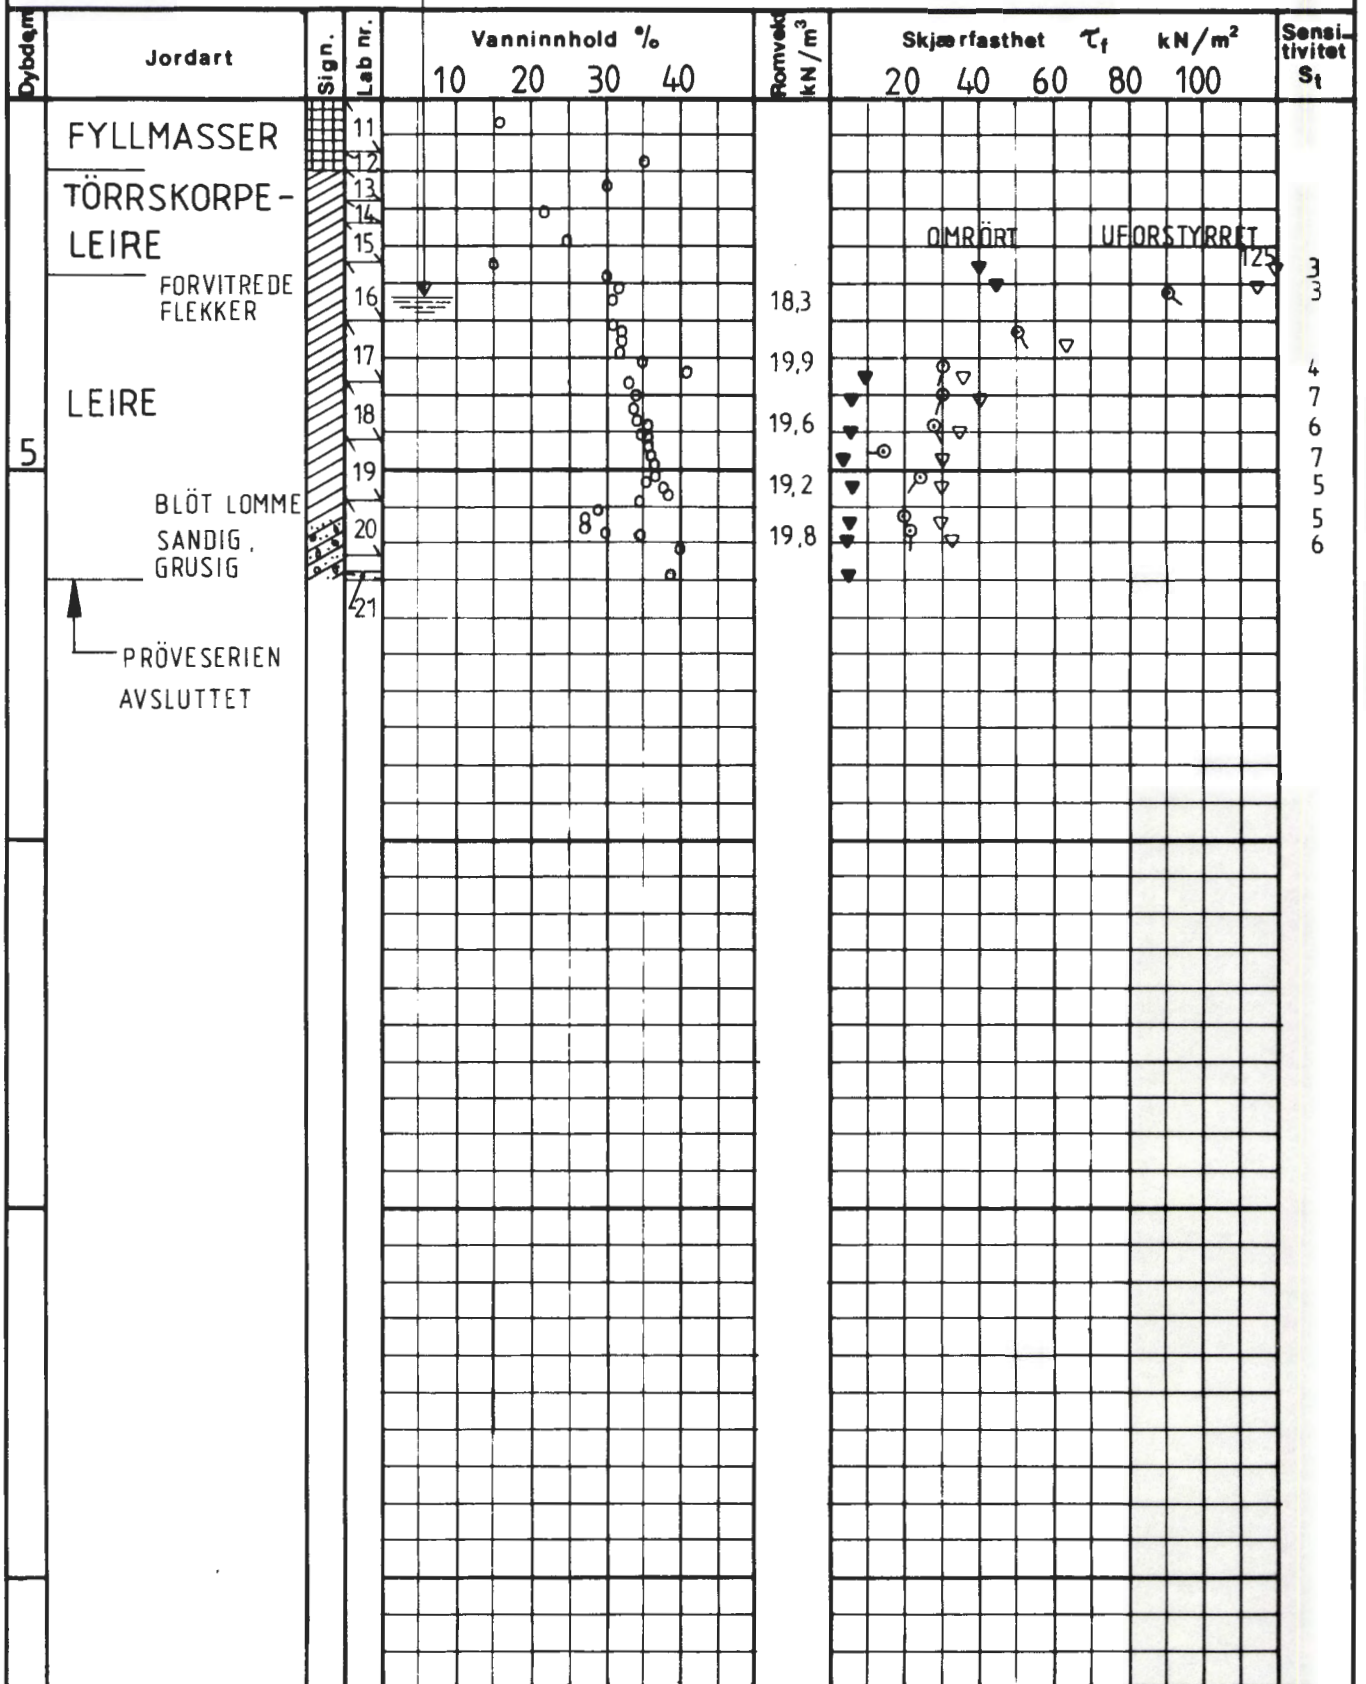 Dybde,m
Jordart
Sign.
Lab nr.
Vanninnhold %
10 20 30 40
Romvekt kN/m³
Skjærfasthet τf kN/m²
20 40 60 80 100
Sensi-
tivitet
St
FYLLMASSER
TÖRRSKORPE-
LEIRE
FORVITREDE
FLEKKER
LEIRE
5
BLÖT LOMME
SANDIG,
GRUSIG
PRÖVESERIEN
AVSLUTTET
11
12
13
14
15
16
17
18
19
20
21
18,3
19,9
19,6
19,2
19,8
OMRÖRT UFORSTYRRET
125
3
3
4
7
6
7
5
5
6